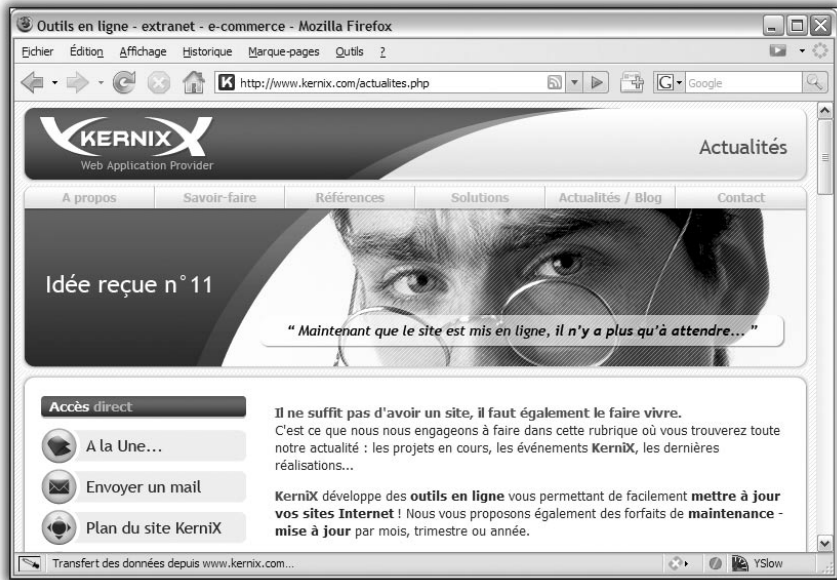 Outils en ligne - extranet - e-commerce - Mozilla Firefox
Fichier Édition Affichage Historique Marque-pages Outils ?
K http://www.kernix.com/actualites.php G Google
KERNIX
Web Application Provider
Actualités
A propos Savoir-faire Références Solutions Actualités / Blog Contact
Idée reçue n°11
“ Maintenant que le site est mis en ligne, il n’y a plus qu’à attendre... ”
Accès direct
A la Une...
Envoyer un mail
Plan du site KerniX
Il ne suffit pas d'avoir un site, il faut également le faire vivre.
C'est ce que nous nous engageons à faire dans cette rubrique où vous trouverez toute
notre actualité : les projets en cours, les événements KerniX, les dernières
réalisations...
KerniX développe des outils en ligne vous permettant de facilement mettre à jour
vos sites Internet ! Nous vous proposons également des forfaits de maintenance -
mise à jour par mois, trimestre ou année.
Transfert des données depuis www.kernix.com... YSlow